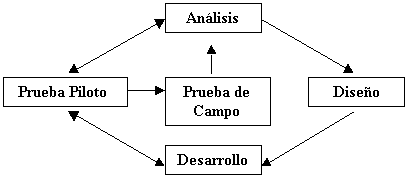 Análisis
Prueba Piloto
Prueba de
Campo
Diseño
Desarrollo